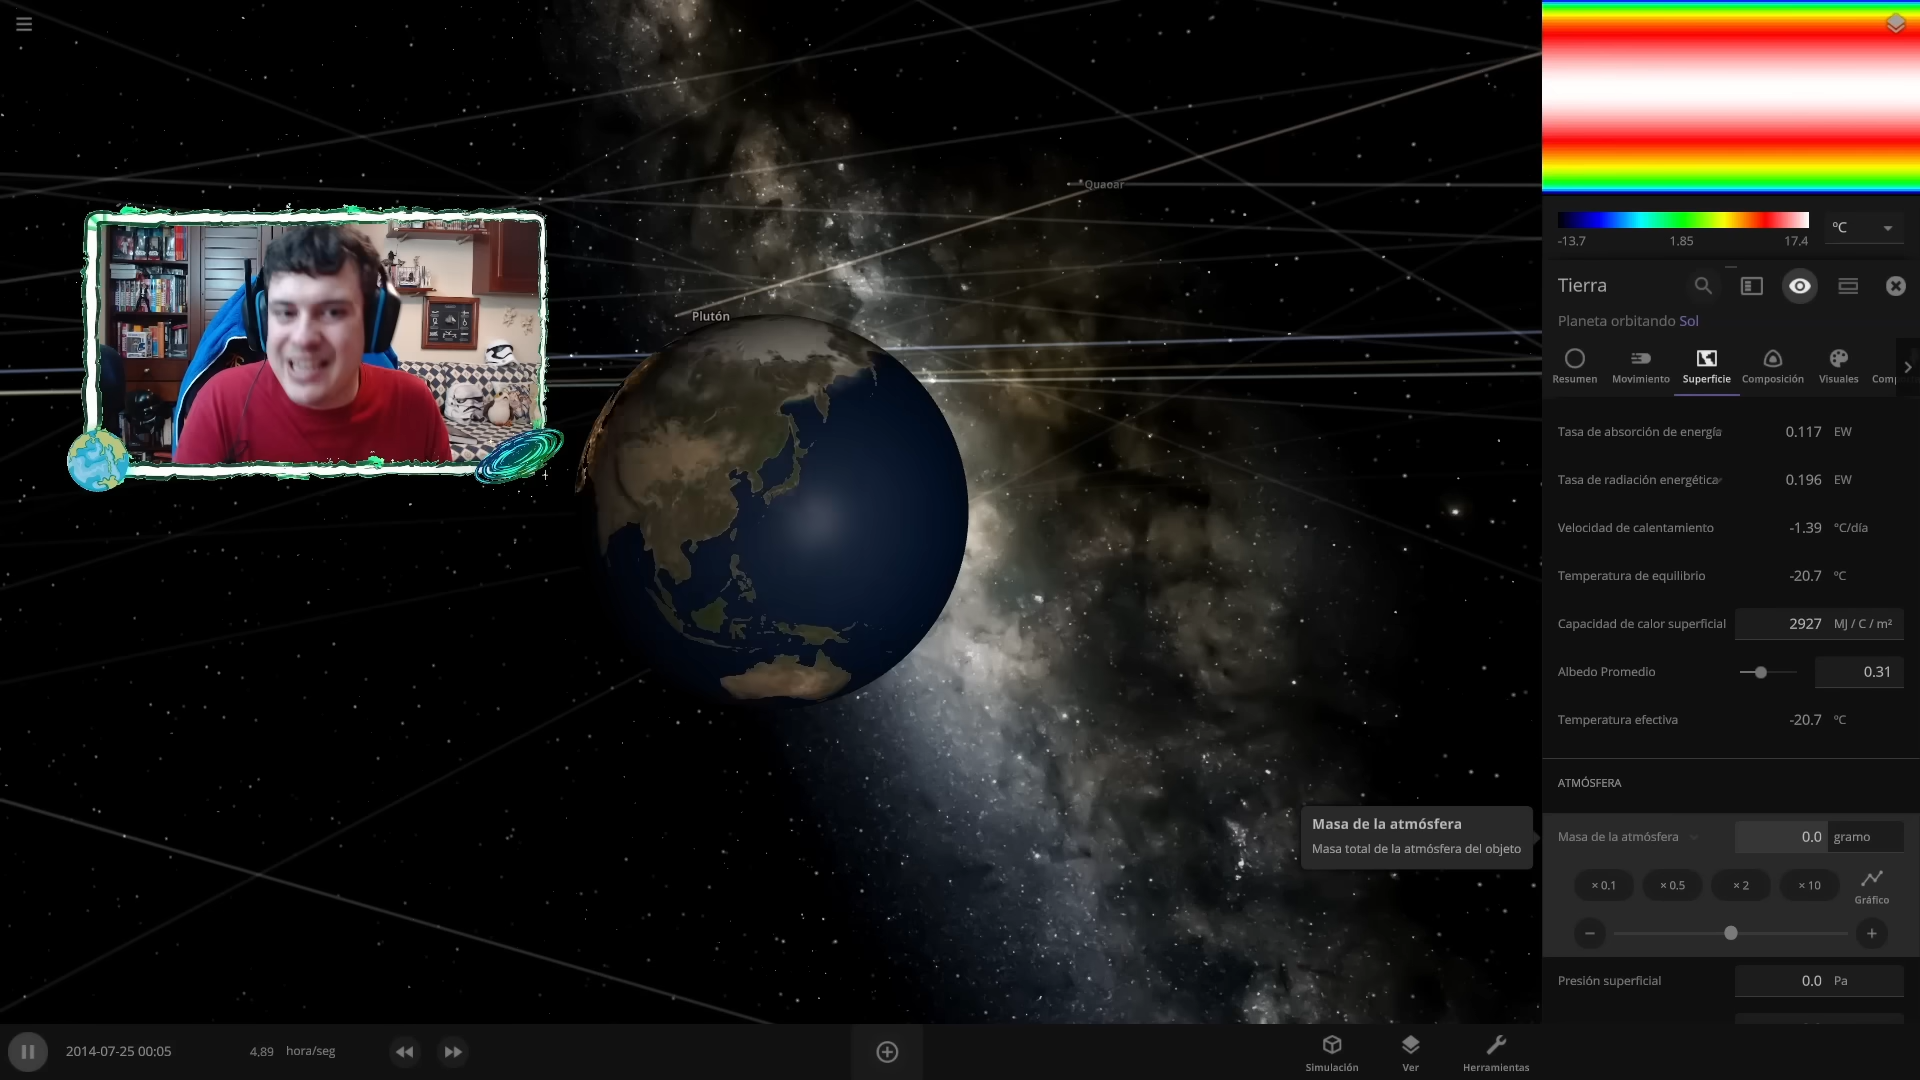 Quaoar
Plutón
-13.7 1.85 17.4
°C
Tierra
Planeta orbitando Sol
Resumen Movimiento Superficie Composición Visuales
Tasa de absorción de energía 0.117 EW
Tasa de radiación energética 0.196 EW
Velocidad de calentamiento -1.39 °C/día
Temperatura de equilibrio -20.7 °C
Capacidad de calor superficial 2927 MJ / C / m²
Albedo Promedio 0.31
Temperatura efectiva -20.7 °C
ATMÓSFERA
Masa de la atmósfera
Masa total de la atmósfera del objeto
Masa de la atmósfera 0.0 gramo
× 0.1 × 0.5 × 2 × 10 Gráfico
Presión superficial 0.0 Pa
2014-07-25 00:05 4,89 hora/seg
Simulación Ver Herramientas